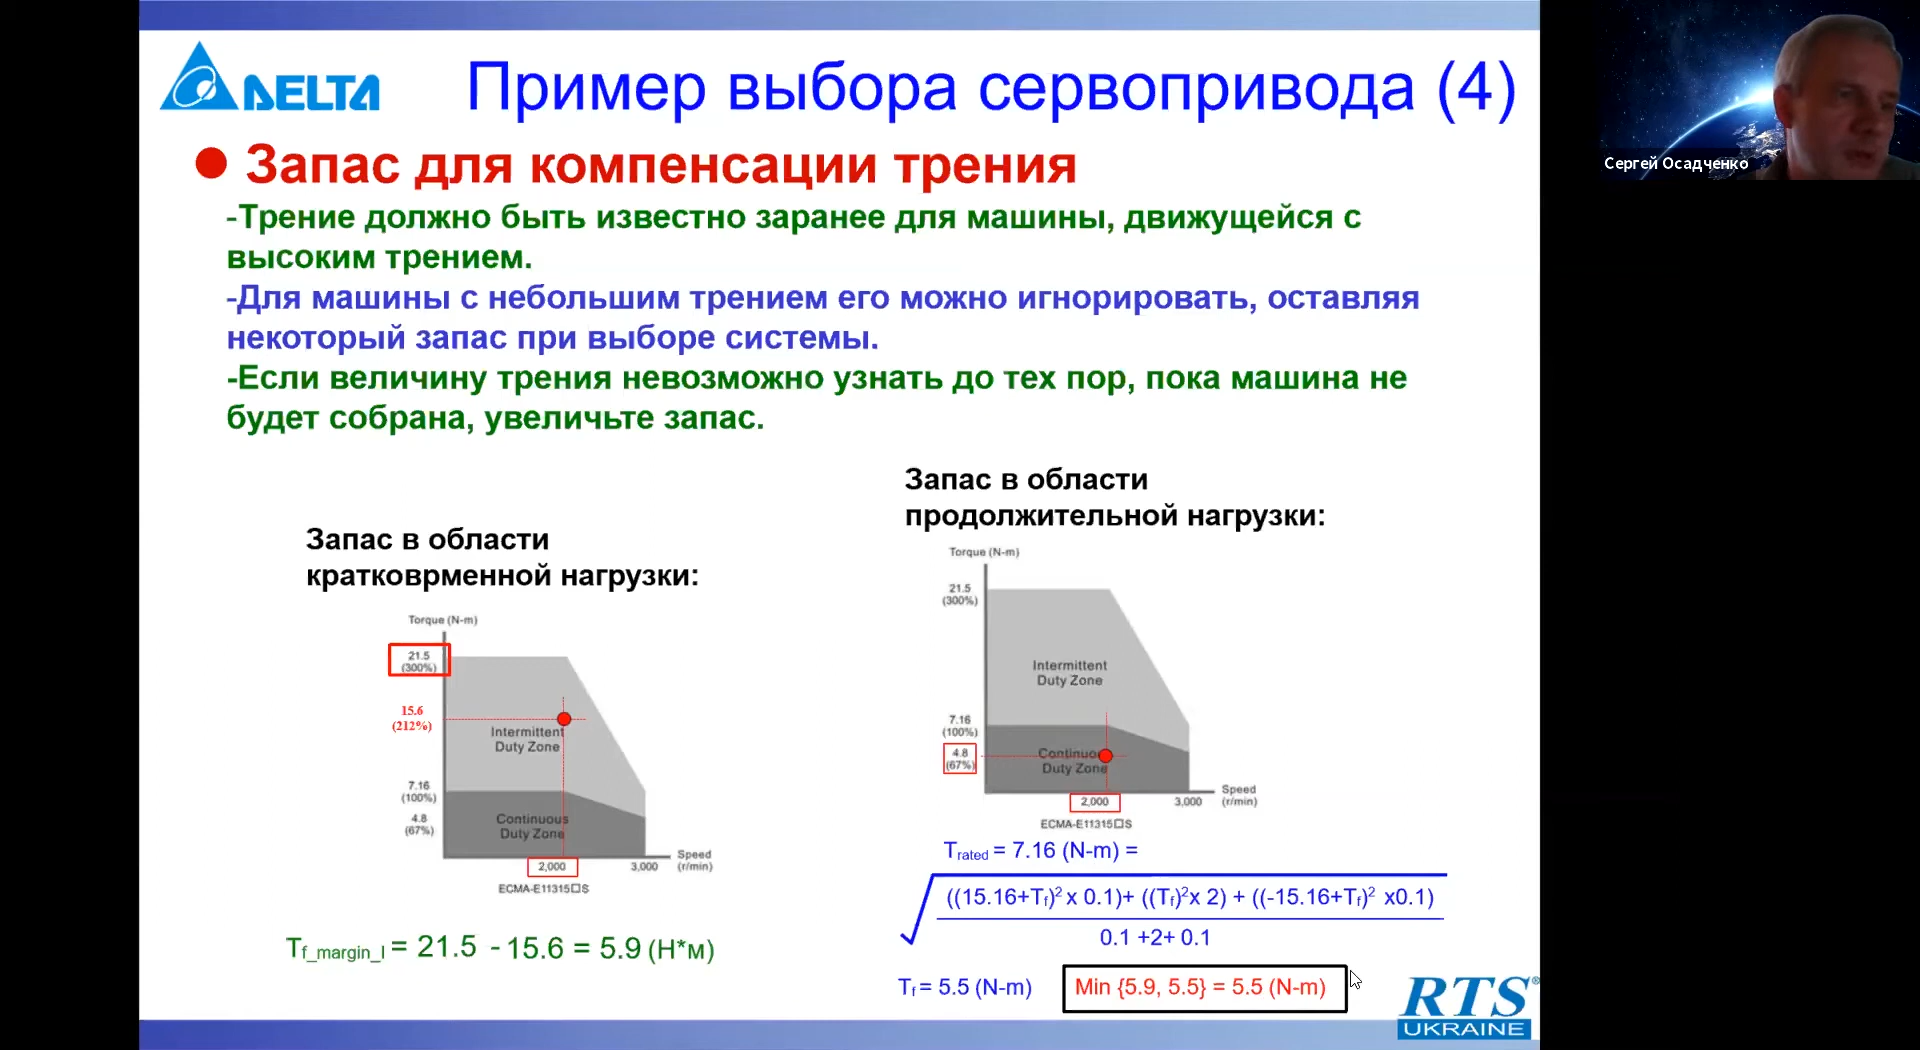 DELTA
Пример выбора сервопривода (4)
Сергей Осадченко
Запас для компенсации трения
-Трение должно быть известно заранее для машины, движущейся с
высоким трением.
-Для машины с небольшим трением его можно игнорировать, оставляя
некоторый запас при выборе системы.
-Если величину трения невозможно узнать до тех пор, пока машина не
будет собрана, увеличьте запас.
Запас в области
кратковрменной нагрузки:
Torque (N-m)
21.5
(300%)
15.6
(212%)
Intermittent
Duty Zone
7.16
(100%)
4.8
(67%)
Continuous
Duty Zone
2,000
3,000
Speed
(r/min)
ECMA-E11315□S
Tf_margin_I = 21.5 - 15.6 = 5.9 (Н*м)
Запас в области
продолжительной нагрузки:
Torque (N-m)
21.5
(300%)
Intermittent
Duty Zone
7.16
(100%)
4.8
(67%)
Continuous
Duty Zone
2,000
3,000
Speed
(r/min)
ECMA-E11315□S
Trated = 7.16 (N-m) =
√((15.16+Tf)² x 0.1)+ ((Tf)²x 2) + ((-15.16+Tf)² x0.1)
0.1 +2+ 0.1
Tf = 5.5 (N-m)
Min {5.9, 5.5} = 5.5 (N-m)
RTS®
UKRAINE